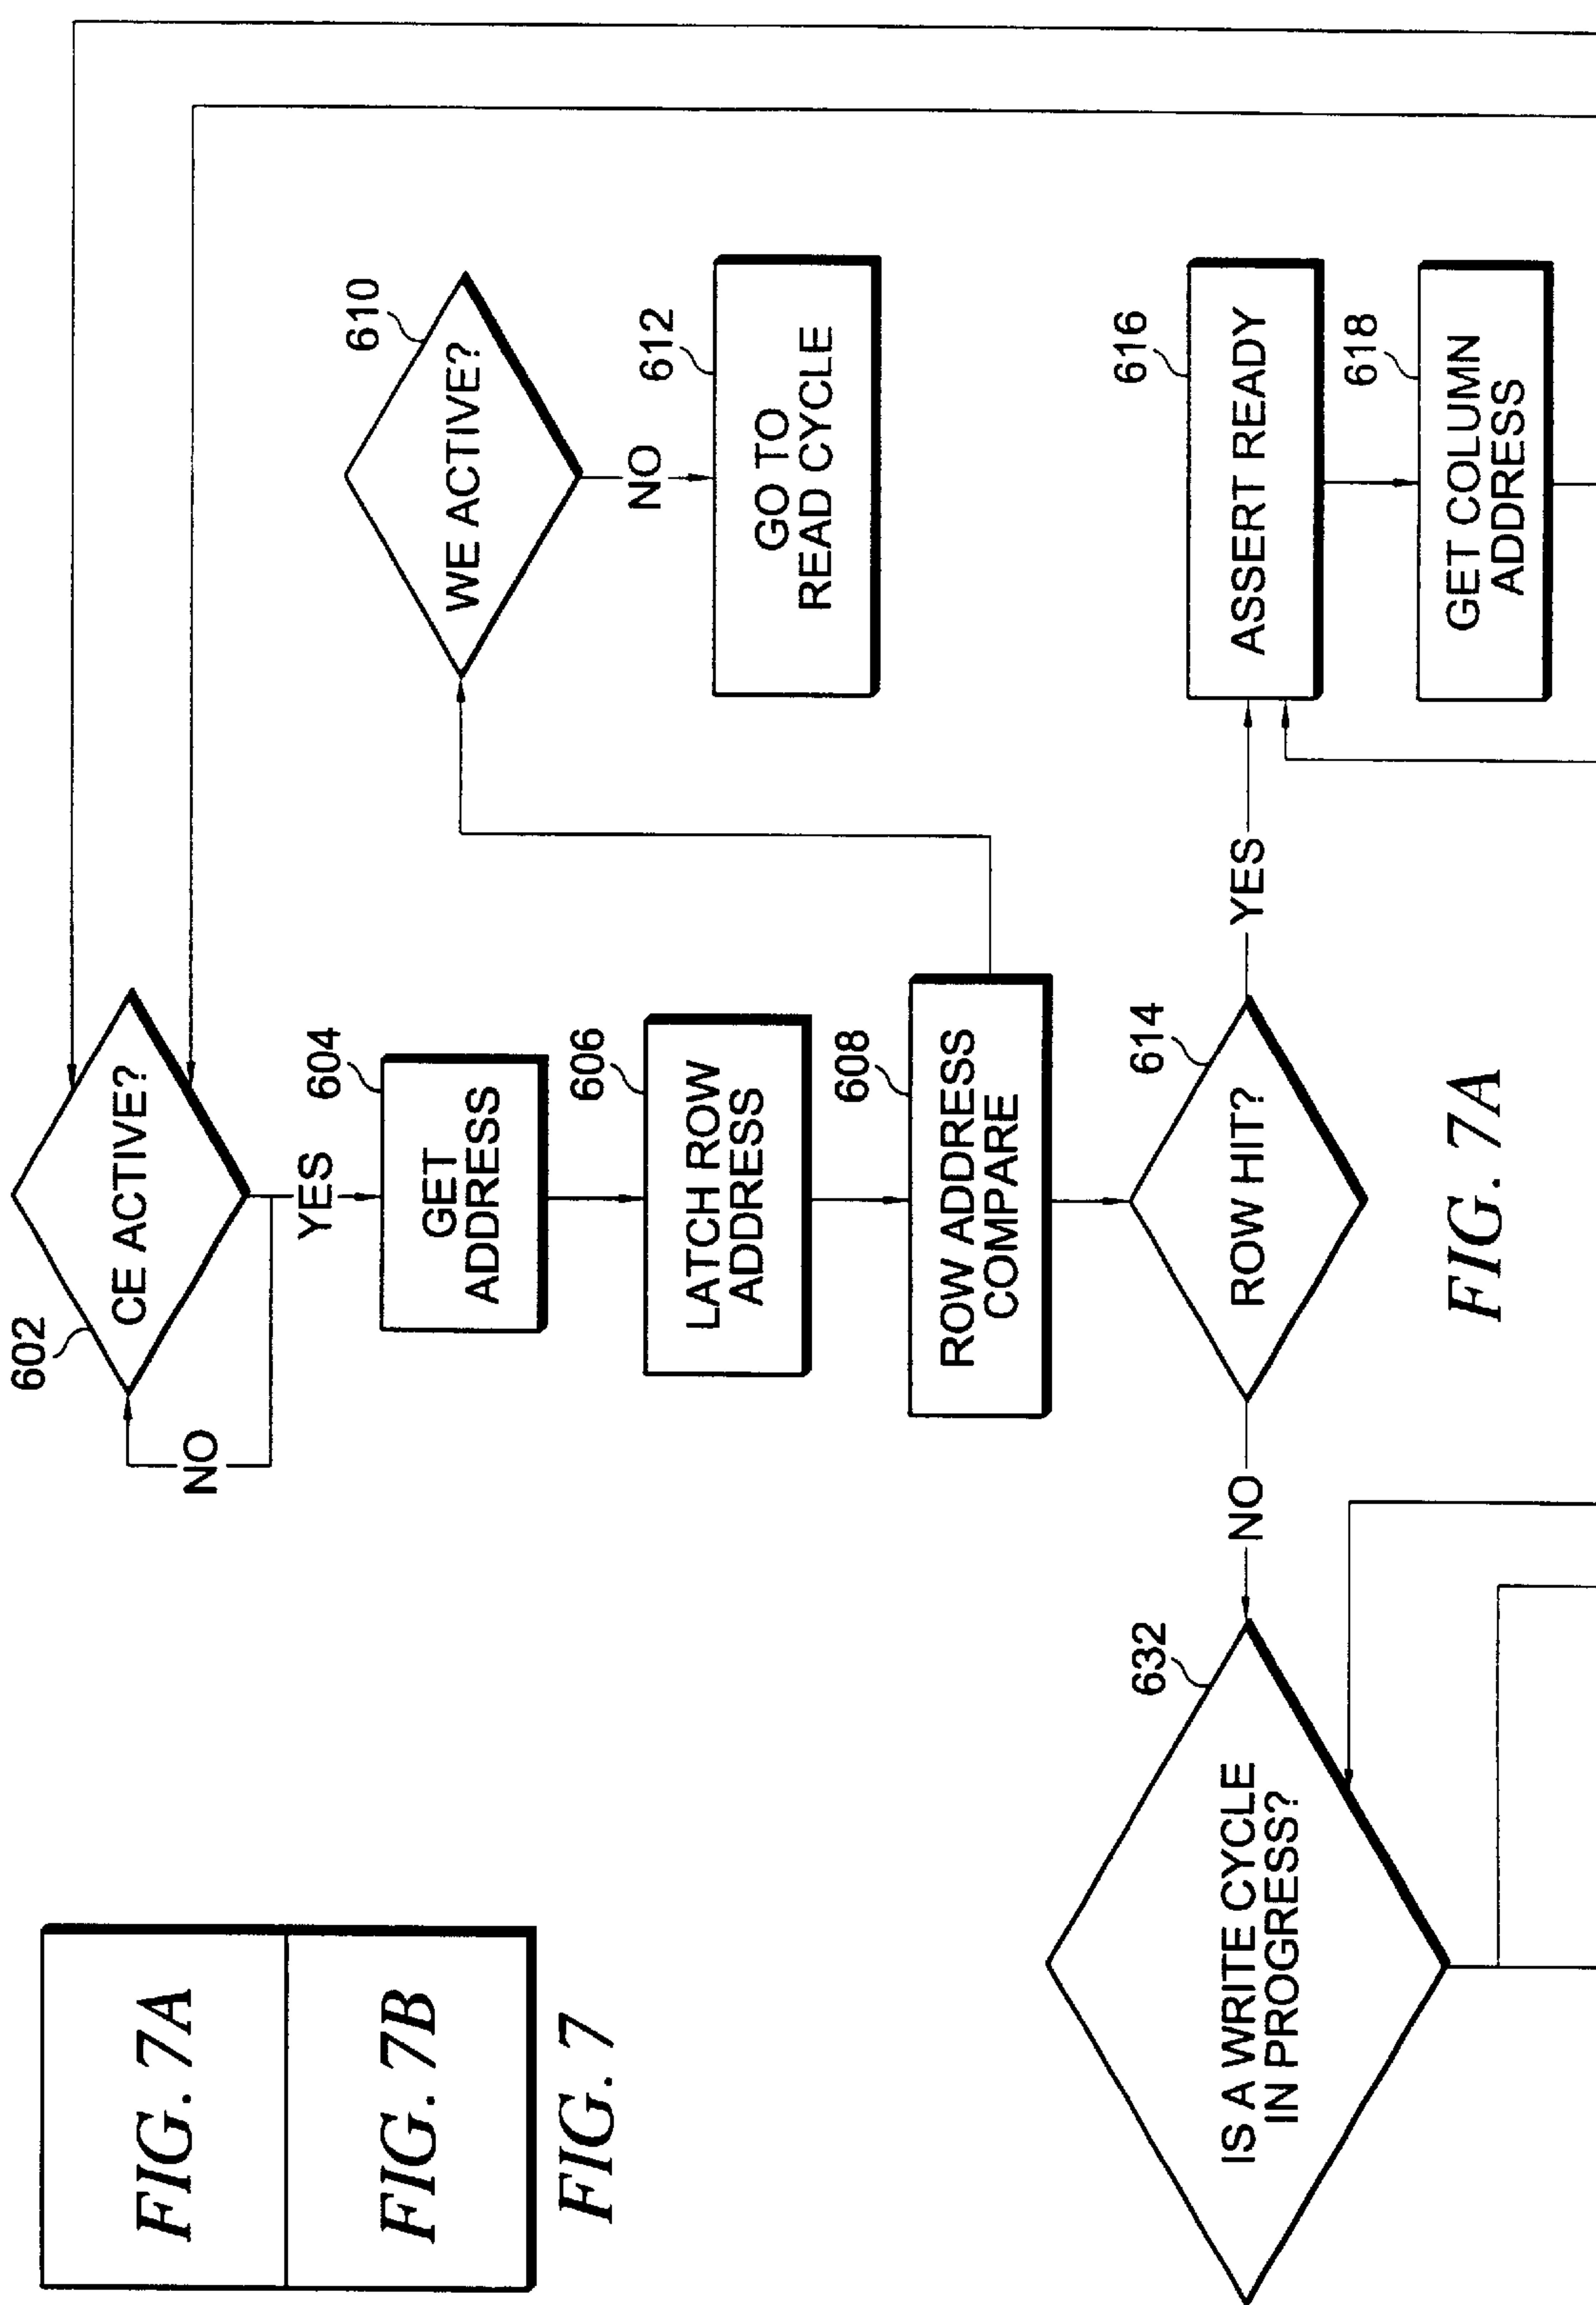 FIG. 7A
FIG. 7B
FIG. 7
602
CE ACTIVE?
NO
YES
604
GET
ADDRESS
606
LATCH ROW
ADDRESS
608
ROW ADDRESS
COMPARE
610
WE ACTIVE?
NO
612
GO TO
READ CYCLE
614
ROW HIT?
NO
YES
632
IS A WRITE CYCLE
IN PROGRESS?
616
ASSERT READY
618
GET COLUMN
ADDRESS
FIG. 7A